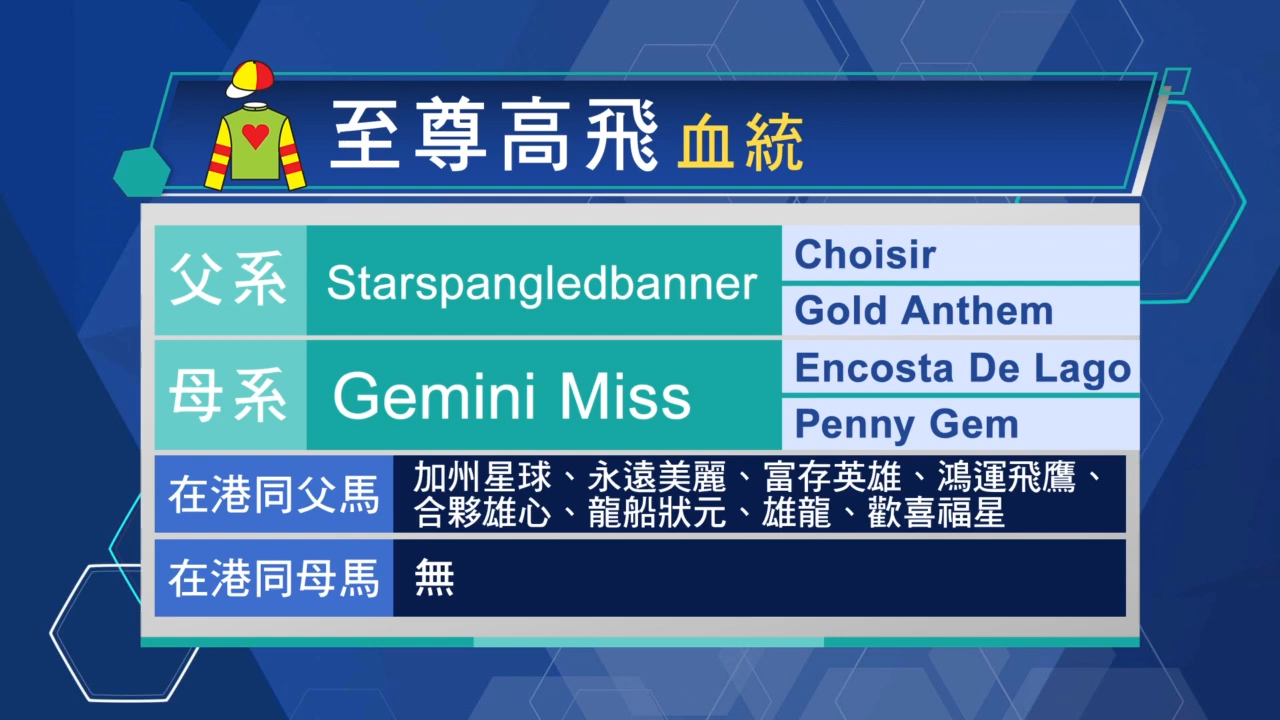 至尊高飛 血統
父系
Starspangledbanner
Choisir
Gold Anthem
母系
Gemini Miss
Encosta De Lago
Penny Gem
在港同父馬
加州星球、永遠美麗、富存英雄、鴻運飛鷹、
合夥雄心、龍船狀元、雄龍、歡喜福星
在港同母馬
無